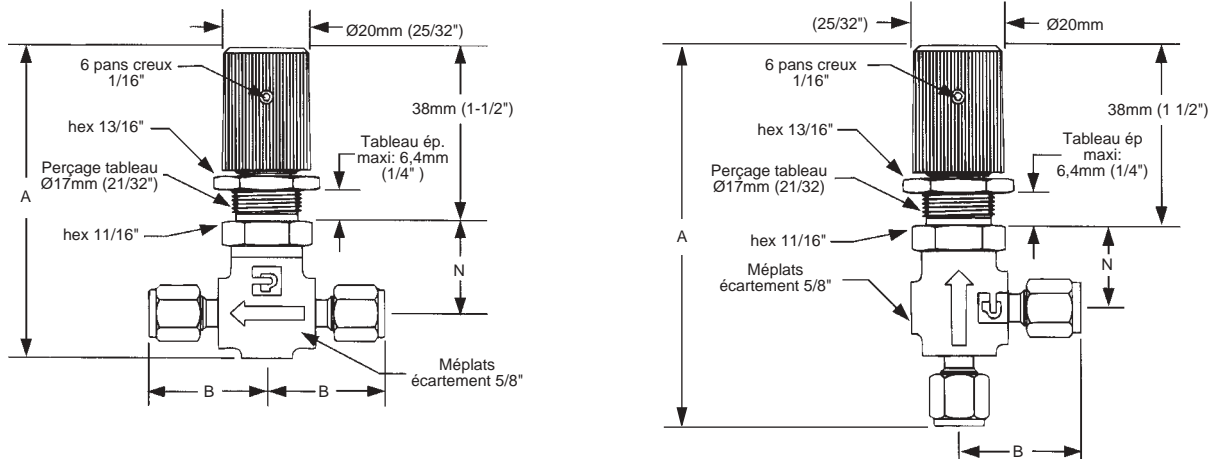 Ø20mm (25/32")
6 pans creux
1/16"
38mm (1-1/2")
hex 13/16"
Tableau ép.
maxi: 6,4mm
(1/4" )
Perçage tableau
Ø17mm (21/32")
A
hex 11/16"
N
Méplats
écartement 5/8"
B
B
(25/32")
Ø20mm
6 pans creux
1/16"
38mm (1 1/2")
hex 13/16"
Tableau ép
maxi:
6,4mm (1/4")
Perçage tableau
Ø17mm (21/32)
A
hex 11/16"
N
Méplats
écartement 5/8"
B